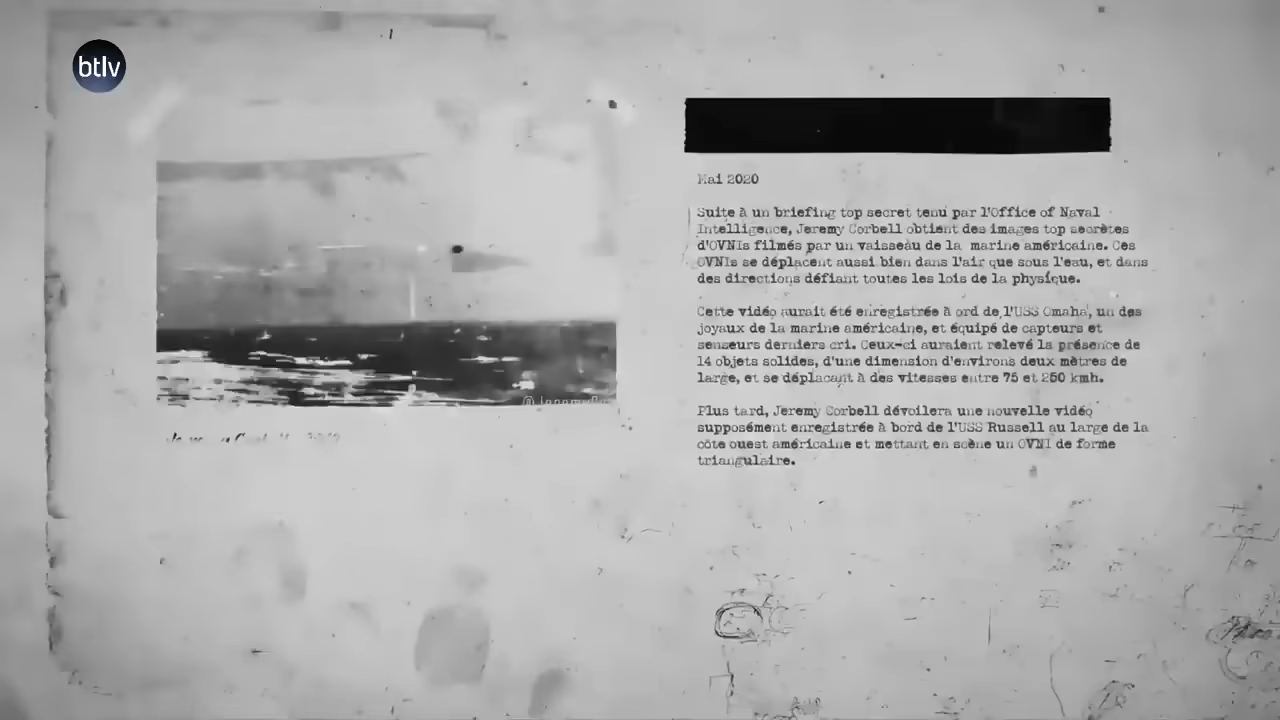 btlv
Mai 2020
Suite à un briefing top secret tenu par l'Office of Naval
Intelligence, Jeremy Corbell obtient des images top secrètes
d'OVNIs filmés par un vaisseau de la marine américaine. Ces
OVNIs se déplacent aussi bien dans l'air que sous l'eau, et dans
des directions défiant toutes les lois de la physique.
Cette vidéo aurait été enregistrée à ord de l'USS Omaha, un des
joyaux de la marine américaine, et équipé de capteurs et
senseurs derniers cri. Ceux-ci auraient relevé la présence de
14 objets solides, d'une dimension d'environs deux mètres de
large, et se déplaçant à des vitesses entre 75 et 250 kmh.
Plus tard, Jeremy Corbell dévoilera une nouvelle vidéo
supposément enregistrée à bord de l'USS Russell au large de la
côte ouest américaine et mettant en scène un OVNI de forme
triangulaire.